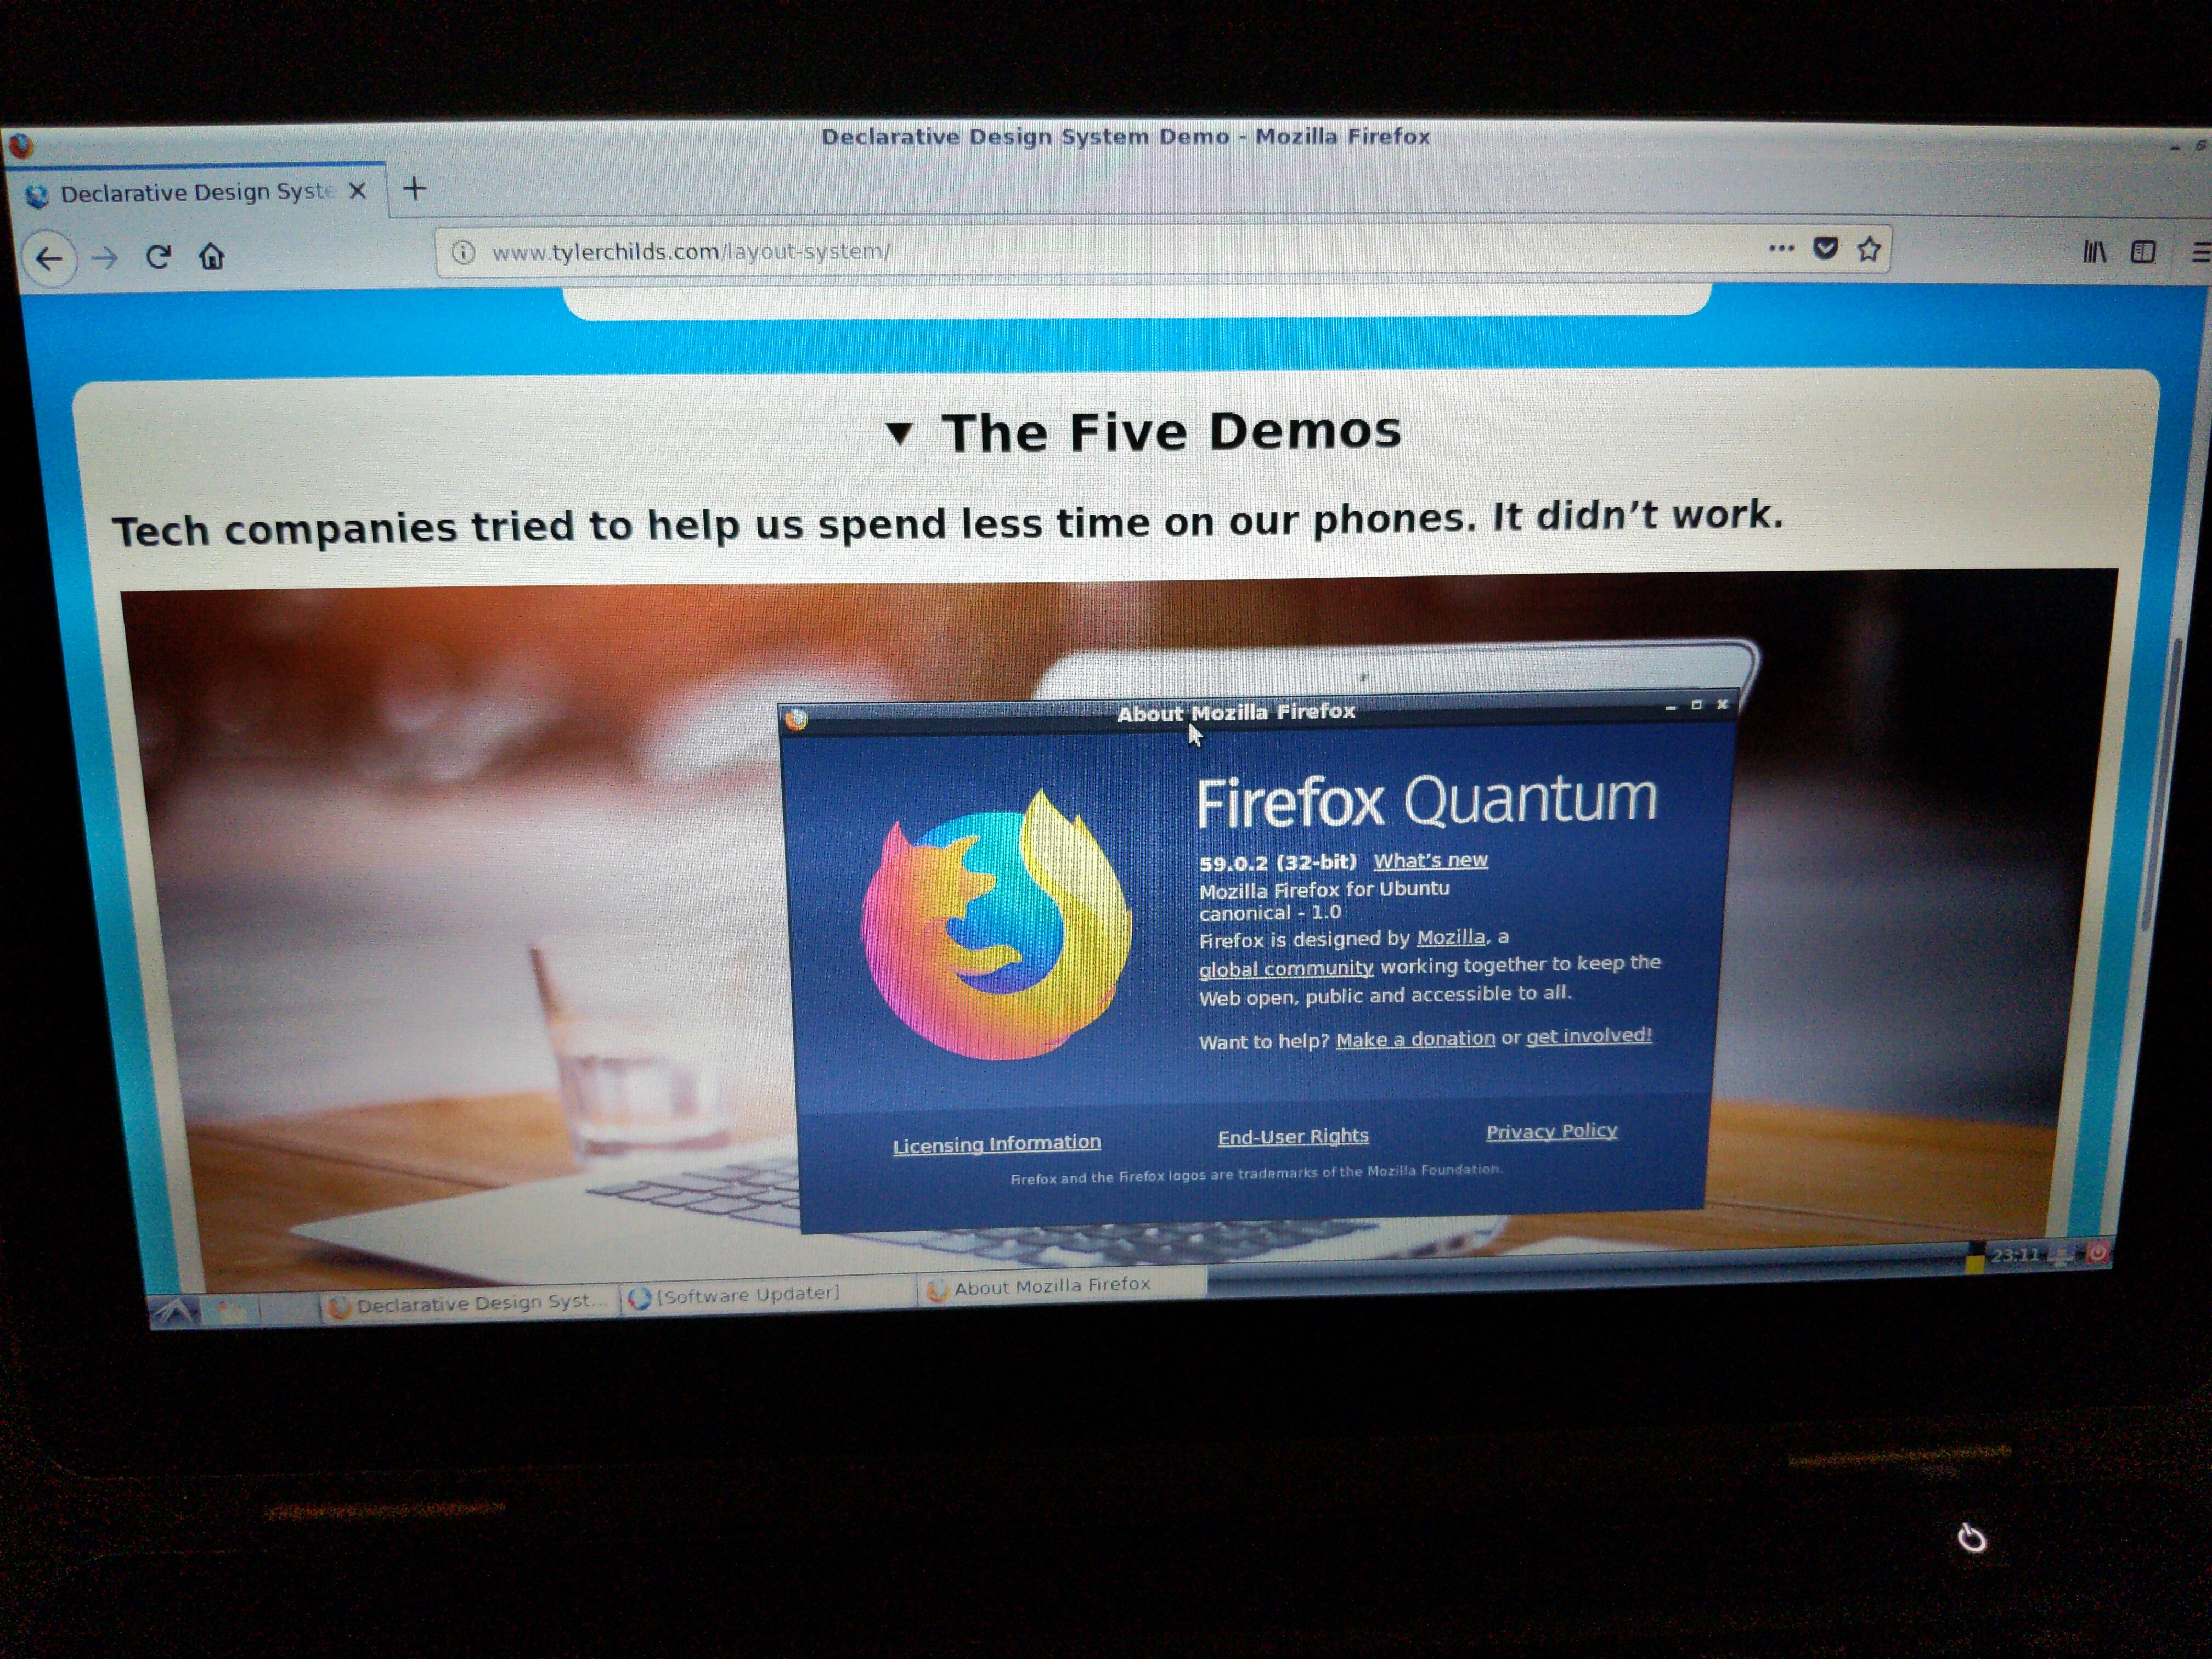 Declarative Design System Demo - Mozilla Firefox
Declarative Design Syste
www.tylerchilds.com/layout-system/
▼ The Five Demos
Tech companies tried to help us spend less time on our phones. It didn’t work.
About Mozilla Firefox
Firefox Quantum
59.0.2 (32-bit) What’s new
Mozilla Firefox for Ubuntu
canonical - 1.0
Firefox is designed by Mozilla, a
global community working together to keep the
Web open, public and accessible to all.
Want to help? Make a donation or get involved!
Licensing Information End-User Rights Privacy Policy
Firefox and the Firefox logos are trademarks of the Mozilla Foundation.
Declarative Design Syst... [Software Updater] About Mozilla Firefox 23:11